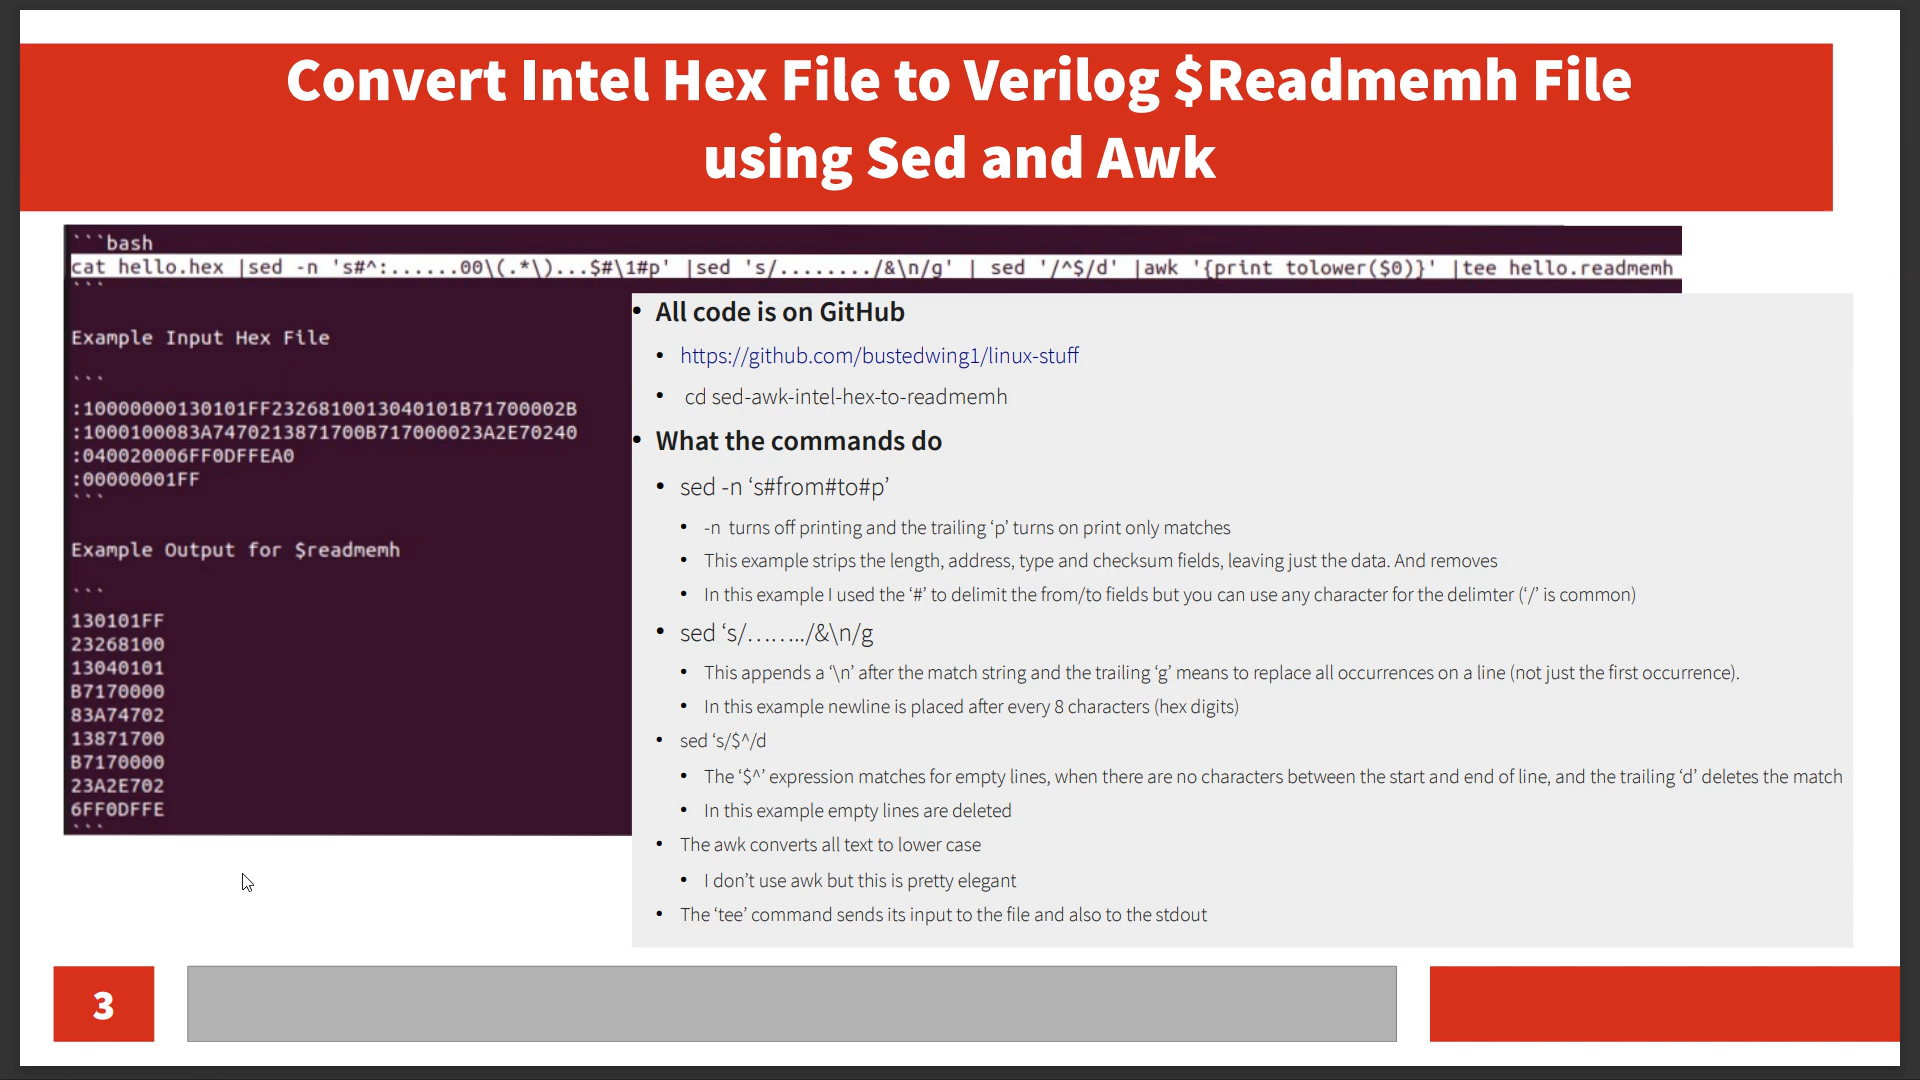 Convert Intel Hex File to Verilog $Readmemh File
using Sed and Awk
```bash
cat hello.hex |sed -n 's#^:......00\(.*\)...$#\1#p' |sed 's/......../&\n/g' | sed '/^$/d' |awk '{print tolower($0)}' |tee hello.readmemh
```
Example Input Hex File
```
:10000000130101FF2326810013040101B71700002B
:1000100083A7470213871700B717000023A2E70240
:040020006FF0DFFEA0
:00000001FF
```
Example Output for $readmemh
```
130101FF
23268100
13040101
B7170000
83A74702
13871700
B7170000
23A2E702
6FF0DFFE
```
• All code is on GitHub
• https://github.com/bustedwing1/linux-stuff
• cd sed-awk-intel-hex-to-readmemh
• What the commands do
• sed -n ‘s#from#to#p’
• -n turns off printing and the trailing ‘p’ turns on print only matches
• This example strips the length, address, type and checksum fields, leaving just the data. And removes
• In this example I used the ‘#’ to delimit the from/to fields but you can use any character for the delimter (‘/’ is common)
• sed ‘s/……../&\n/g
• This appends a ‘\n’ after the match string and the trailing ‘g’ means to replace all occurrences on a line (not just the first occurrence).
• In this example newline is placed after every 8 characters (hex digits)
• sed ‘s/$^/d
• The ‘$^’ expression matches for empty lines, when there are no characters between the start and end of line, and the trailing ‘d’ deletes the match
• In this example empty lines are deleted
• The awk converts all text to lower case
• I don’t use awk but this is pretty elegant
• The ‘tee’ command sends its input to the file and also to the stdout
3